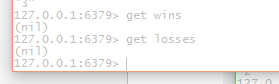 "3"
127.0.0.1:6379> get wins
(nil)
127.0.0.1:6379> get losses
(nil)
127.0.0.1:6379>